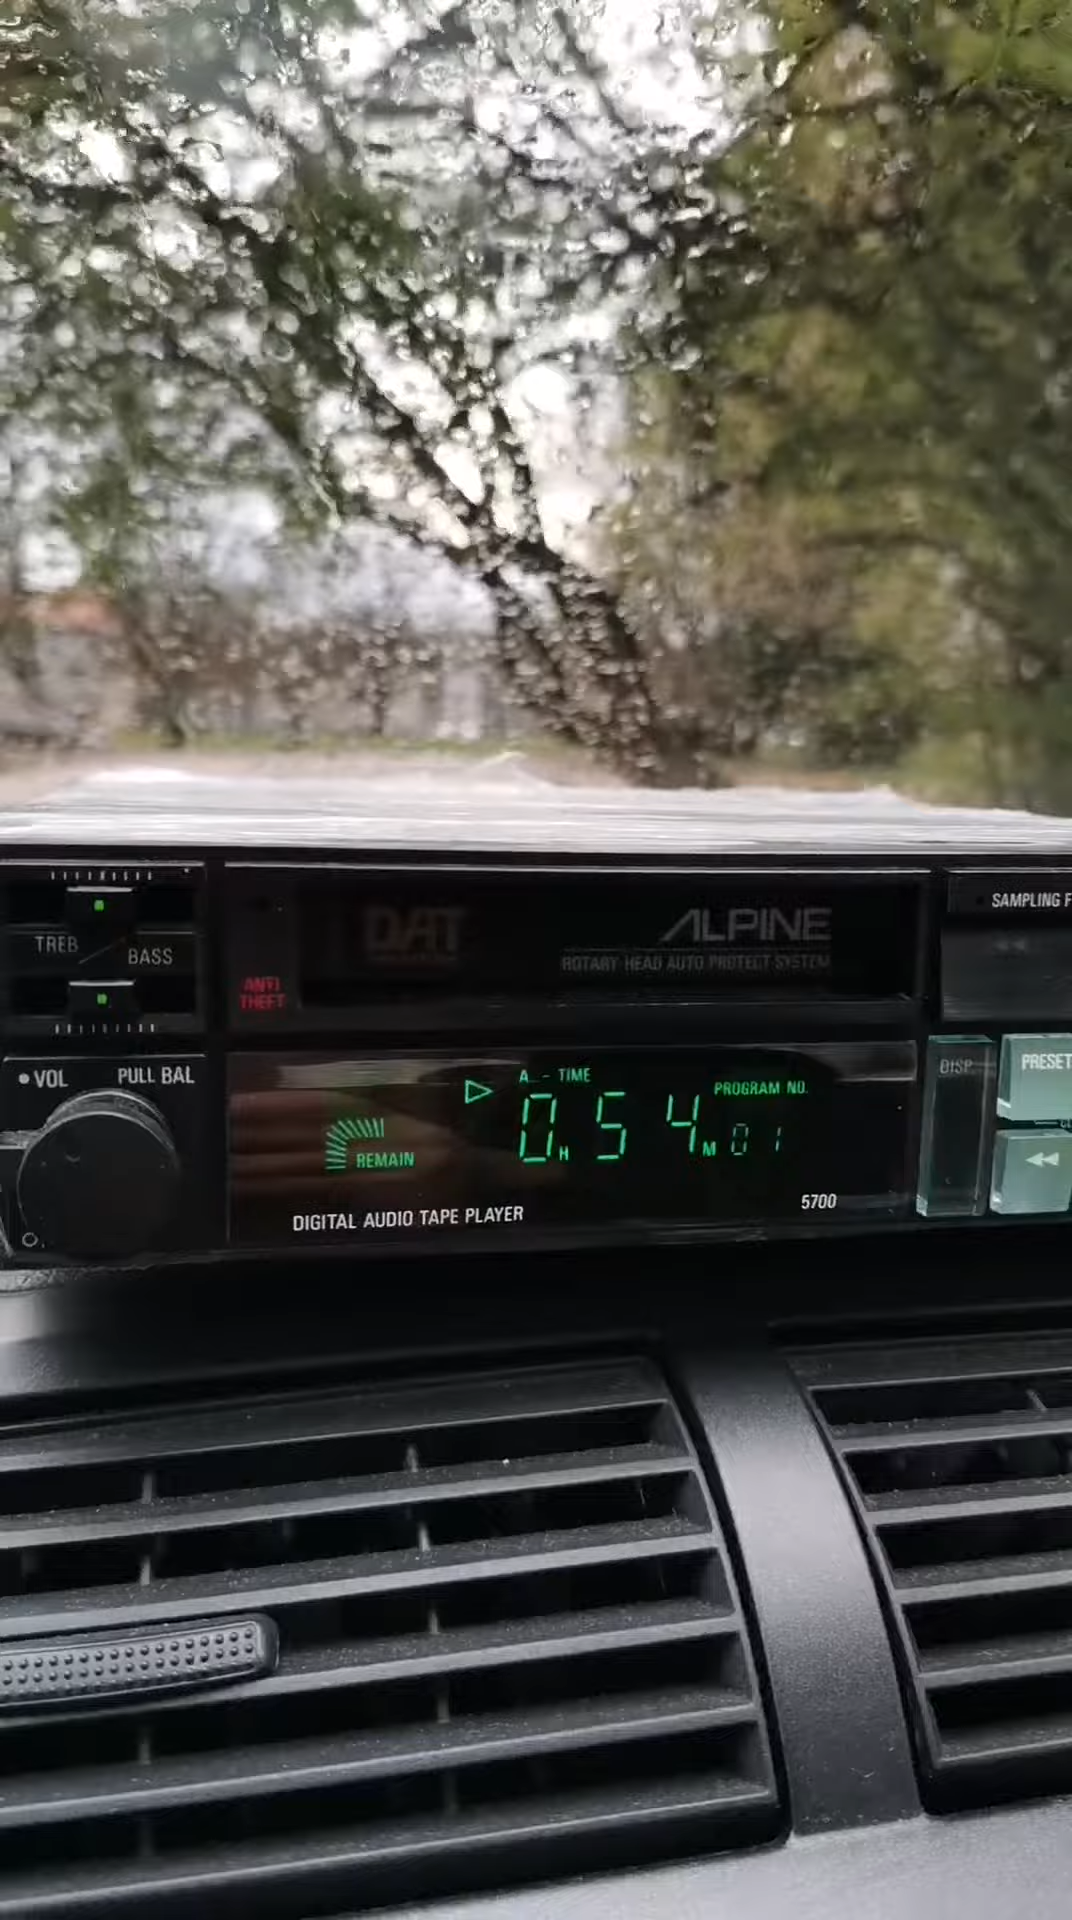 TREB
BASS
ANTI
THEFT
DAT
ALPINE
ROTARY HEAD AUTO PROTECT SYSTEM
SAMPLING F
VOL
PULL BAL
REMAIN
A - TIME
PROGRAM NO.
0H 54M 01
DISP
PRESET
DIGITAL AUDIO TAPE PLAYER
5700